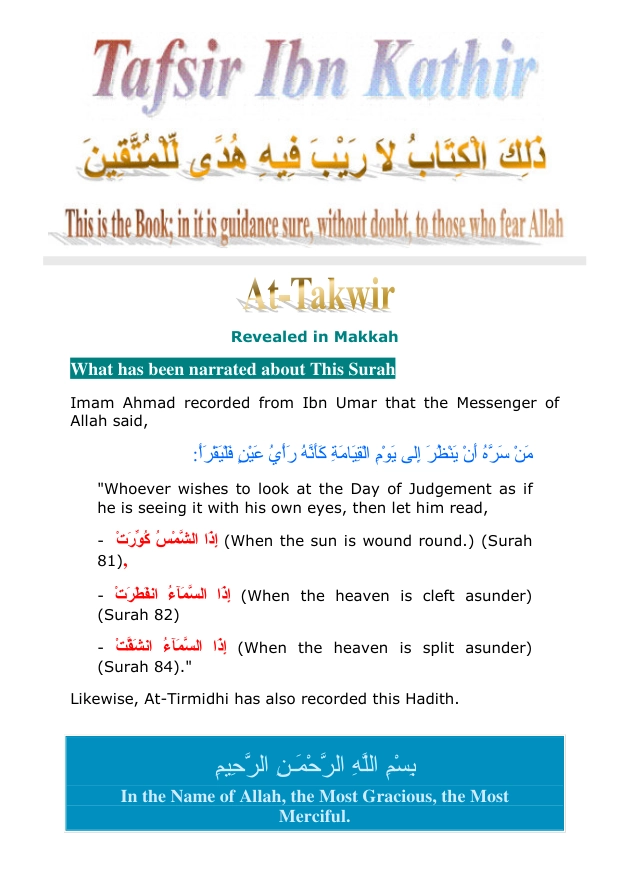 Tafsir Ibn Kathir
ذَلِكَ الْكِتَابُ لاَ رَيْبَ فِيهِ هُدًى لِّلْمُتَّقِينَ
This is the Book; in it is guidance sure, without doubt, to those who fear Allah
At-Takwir
Revealed in Makkah
What has been narrated about This Surah
Imam Ahmad recorded from Ibn Umar that the Messenger of
Allah said,
مَنْ سَرَّهُ أَنْ يَنْظُرَ إِلى يَوْمِ الْقِيَامَةِ كَأَنَّهُ رَأْيُ عَيْنٍ فَلْيَقْرَأْ:
"Whoever wishes to look at the Day of Judgement as if
he is seeing it with his own eyes, then let him read,
- إِذَا الشَّمْسُ كُوِّرَتْ (When the sun is wound round.) (Surah
81),
- إِذَا السَّمَآءُ انفَطَرَتْ (When the heaven is cleft asunder)
(Surah 82)
- إِذَا السَّمَآءُ انشَقَّتْ (When the heaven is split asunder)
(Surah 84)."
Likewise, At-Tirmidhi has also recorded this Hadith.
بِسْمِ اللَّهِ الرَّحْمَـنِ الرَّحِيمِ
In the Name of Allah, the Most Gracious, the Most
Merciful.